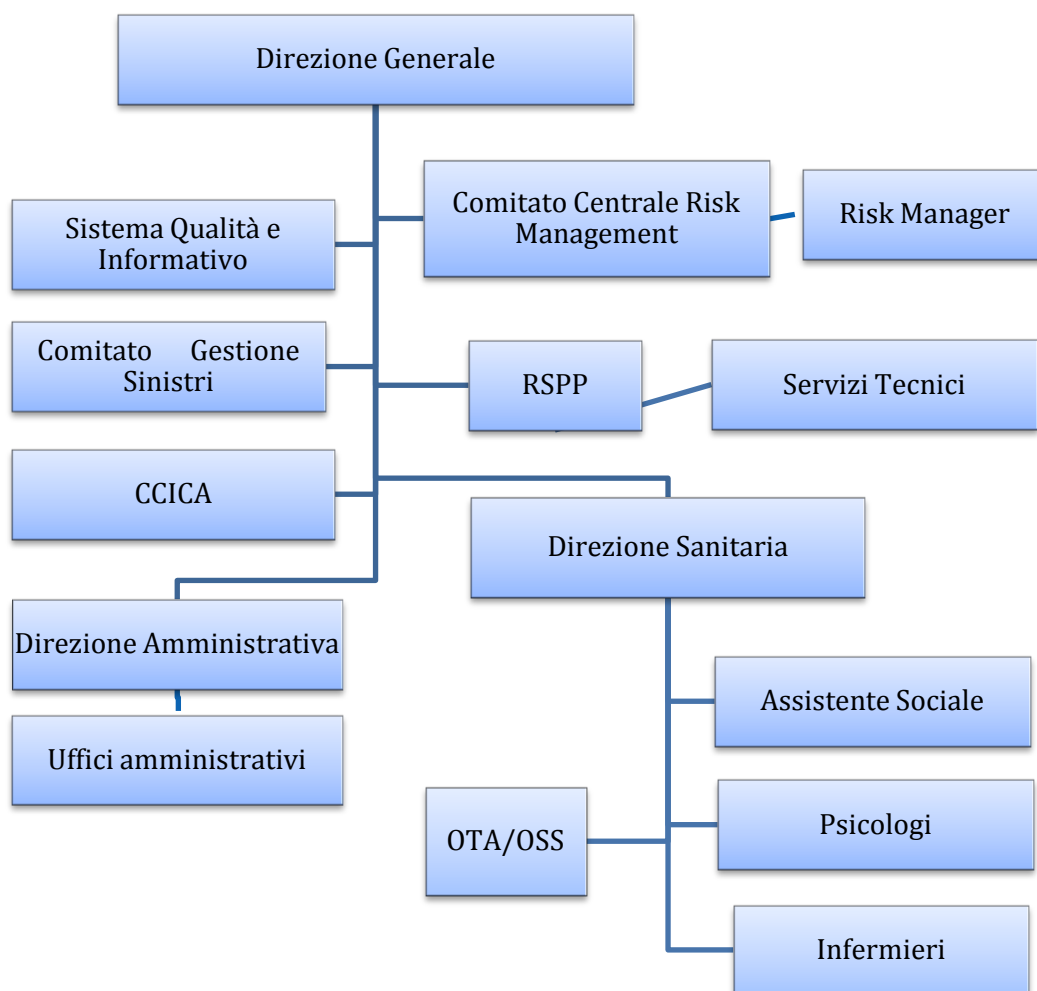 Direzione Generale
Comitato Centrale Risk
Management
Risk Manager
Sistema Qualità e
Informativo
Comitato Gestione
Sinistri
RSPP
Servizi Tecnici
CCICA
Direzione Sanitaria
Direzione Amministrativa
Uffici amministrativi
Assistente Sociale
OTA/OSS
Psicologi
Infermieri